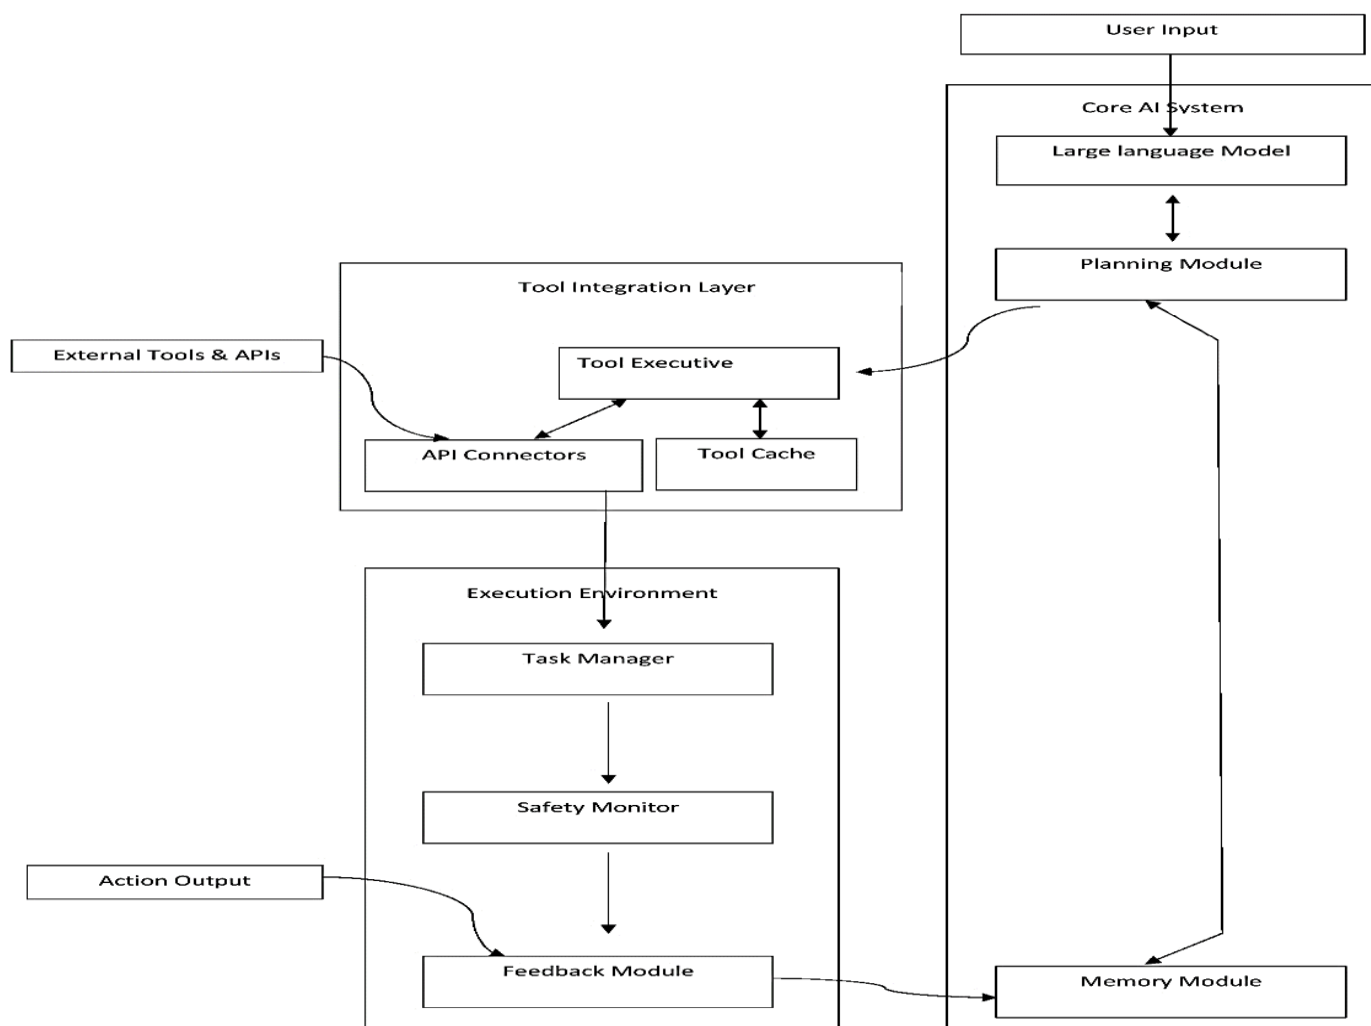 User Input
Core AI System
Large language Model
Planning Module
Tool Integration Layer
External Tools & APIs
Tool Executive
API Connectors
Tool Cache
Execution Environment
Task Manager
Safety Monitor
Action Output
Feedback Module
Memory Module